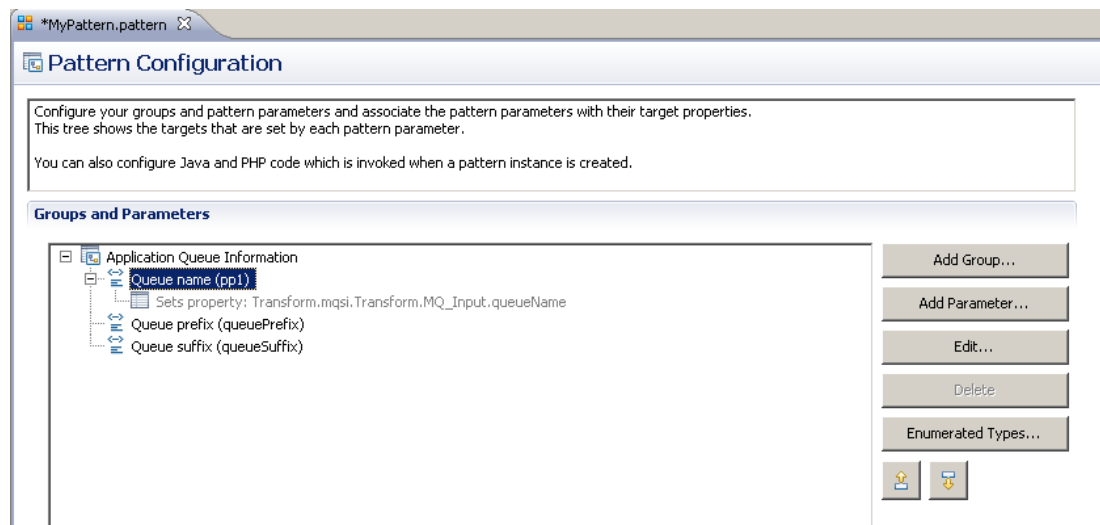 *MyPattern.pattern
Pattern Configuration
Configure your groups and pattern parameters and associate the pattern parameters with their target properties.
This tree shows the targets that are set by each pattern parameter.
You can also configure Java and PHP code which is invoked when a pattern instance is created.
Groups and Parameters
Application Queue Information
Queue name (pp1)
Sets property: Transform.mqsi.Transform.MQ_Input.queueName
Queue prefix (queuePrefix)
Queue suffix (queueSuffix)
Add Group...
Add Parameter...
Edit...
Delete
Enumerated Types...